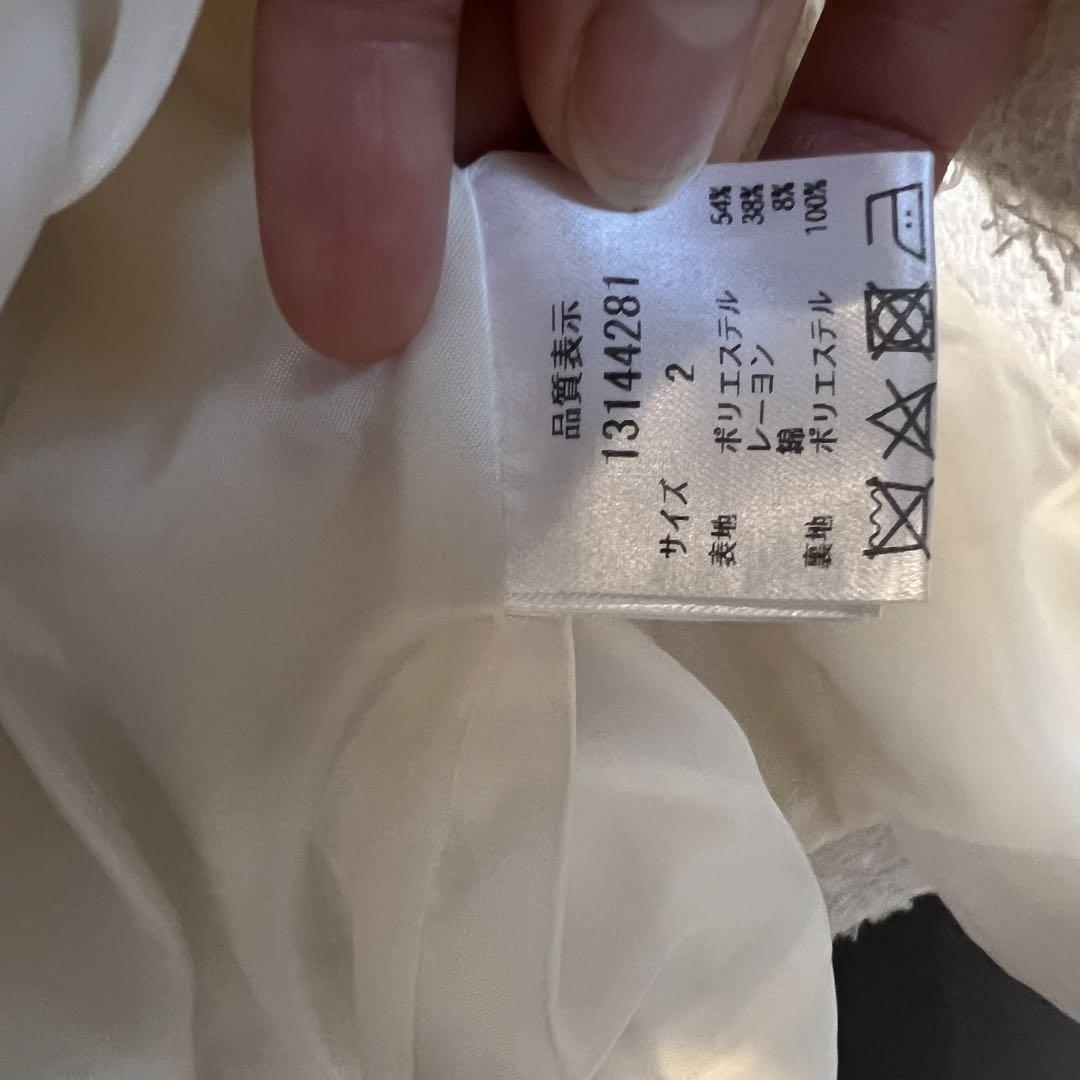 品質表示
13144281
サイズ 2
表地 ポリエステル 54%
レーヨン 38%
綿 8%
裏地 ポリエステル 100%